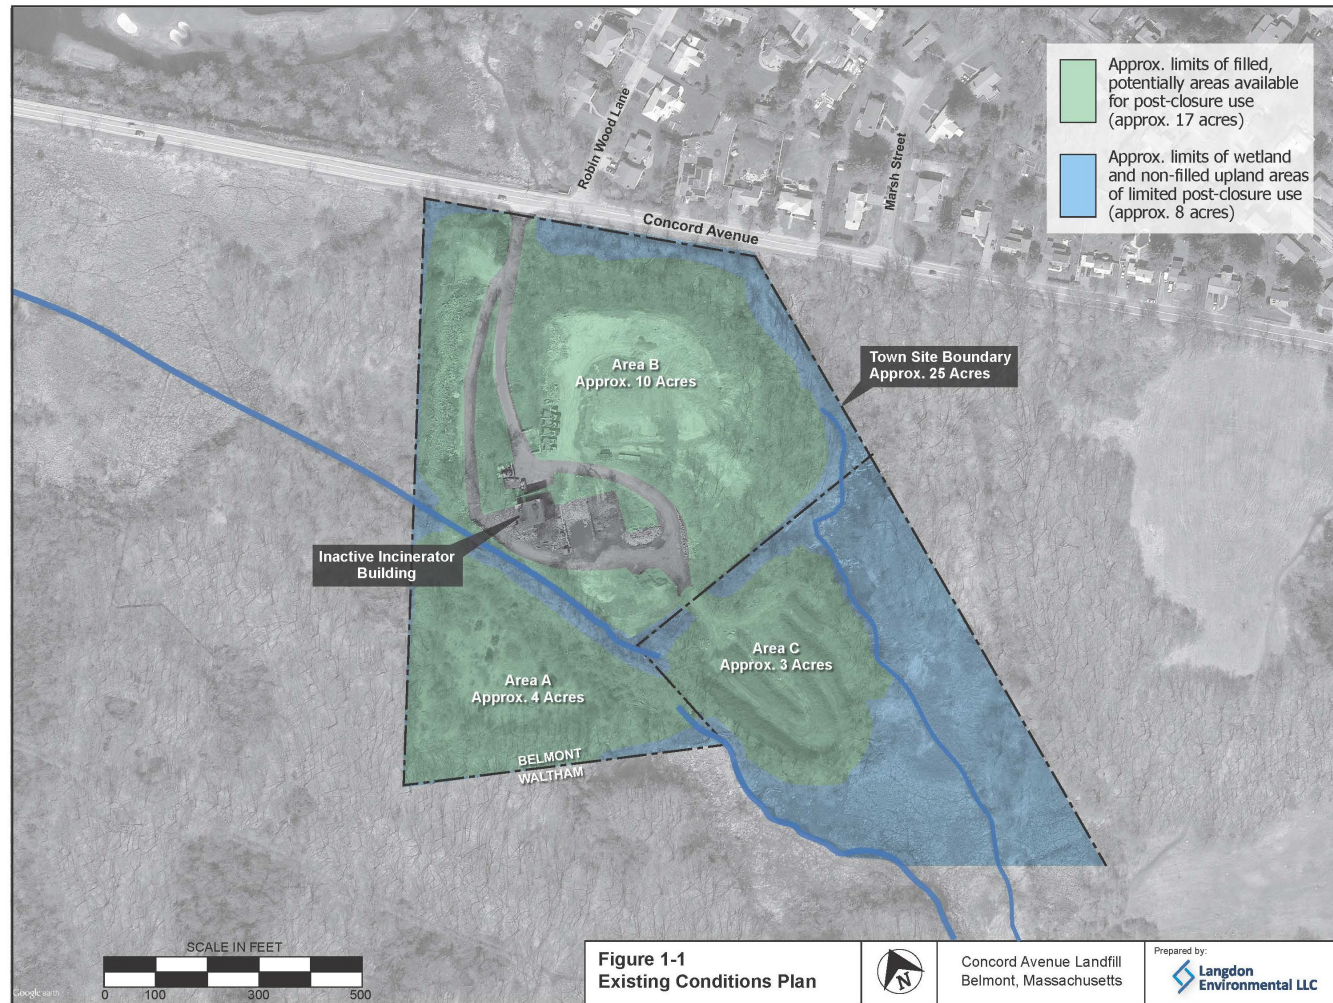 Approx. limits of filled,
potentially areas available
for post-closure use
(approx. 17 acres)
Approx. limits of wetland
and non-filled upland areas
of limited post-closure use
(approx. 8 acres)
Robin Wood Lane
Marsh Street
Concord Avenue
Town Site Boundary
Approx. 25 Acres
Area B
Approx. 10 Acres
Inactive Incinerator
Building
Area C
Approx. 3 Acres
Area A
Approx. 4 Acres
BELMONT
WALTHAM
SCALE IN FEET
0 100 300 500
Google earth
Figure 1-1
Existing Conditions Plan
N
Concord Avenue Landfill
Belmont, Massachusetts
Prepared by:
Langdon
Environmental LLC